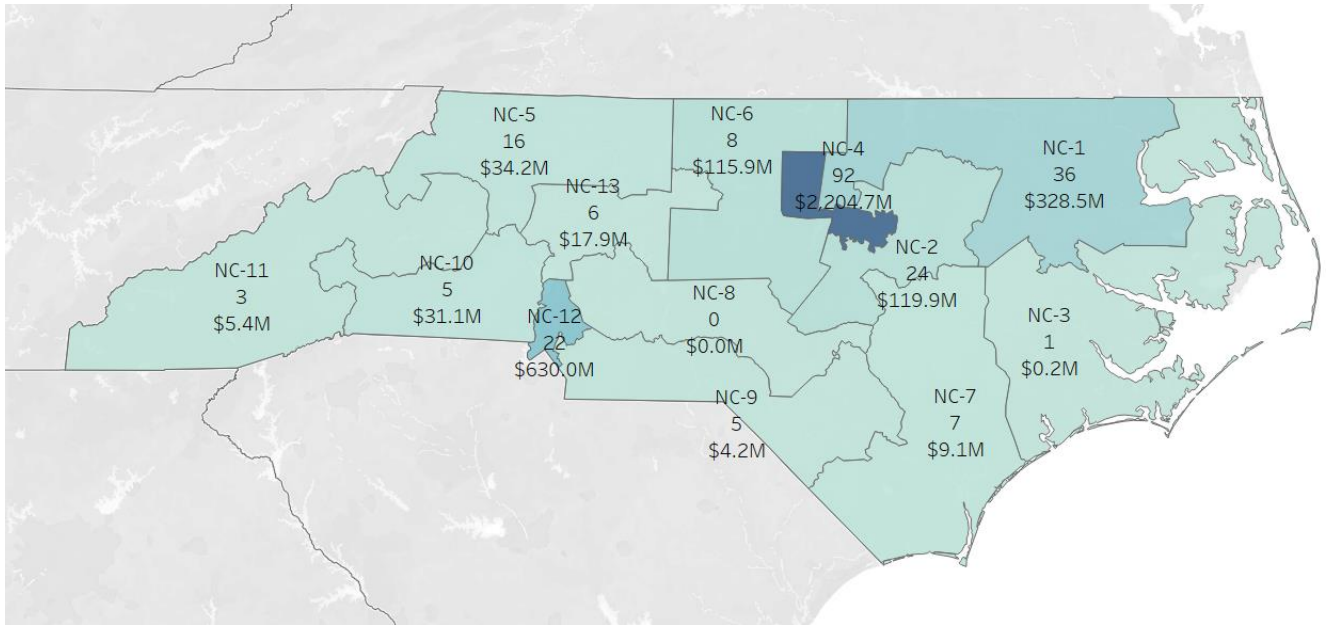 NC-5
16
$34.2M
NC-6
8
$115.9M
NC-4
92
$2,204.7M
NC-1
36
$328.5M
NC-13
6
$17.9M
NC-2
24
$119.9M
NC-11
3
$5.4M
NC-10
5
$31.1M
NC-8
0
$0.0M
NC-12
22
$630.0M
NC-3
1
$0.2M
NC-9
5
$4.2M
NC-7
7
$9.1M